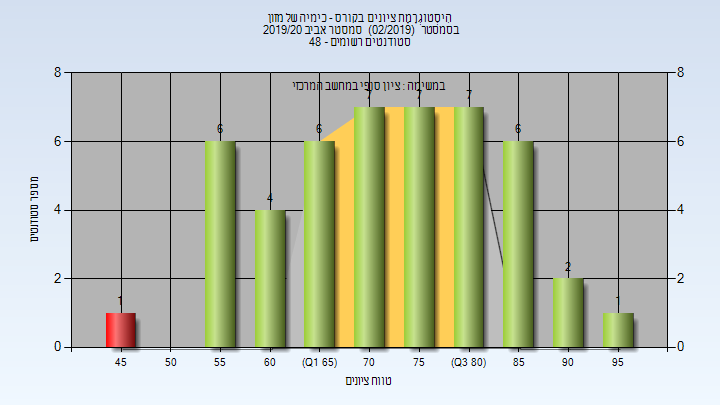 היסטוגרמת ציונים בקורס - כימיה של מזון
בסמסטר (02/2019) סמסטר אביב 2019/20
סטודנטים רשומים - 48
במשימה : ציון סופי במחשב המרכזי
מספר סטודנטים
8 8
6 6
4 4
2 2
0 0
1 6 4 6 7 7 7 6 2 1
45 50 55 60 (Q1 65) 70 75 (Q3 80) 85 90 95
טווח ציונים